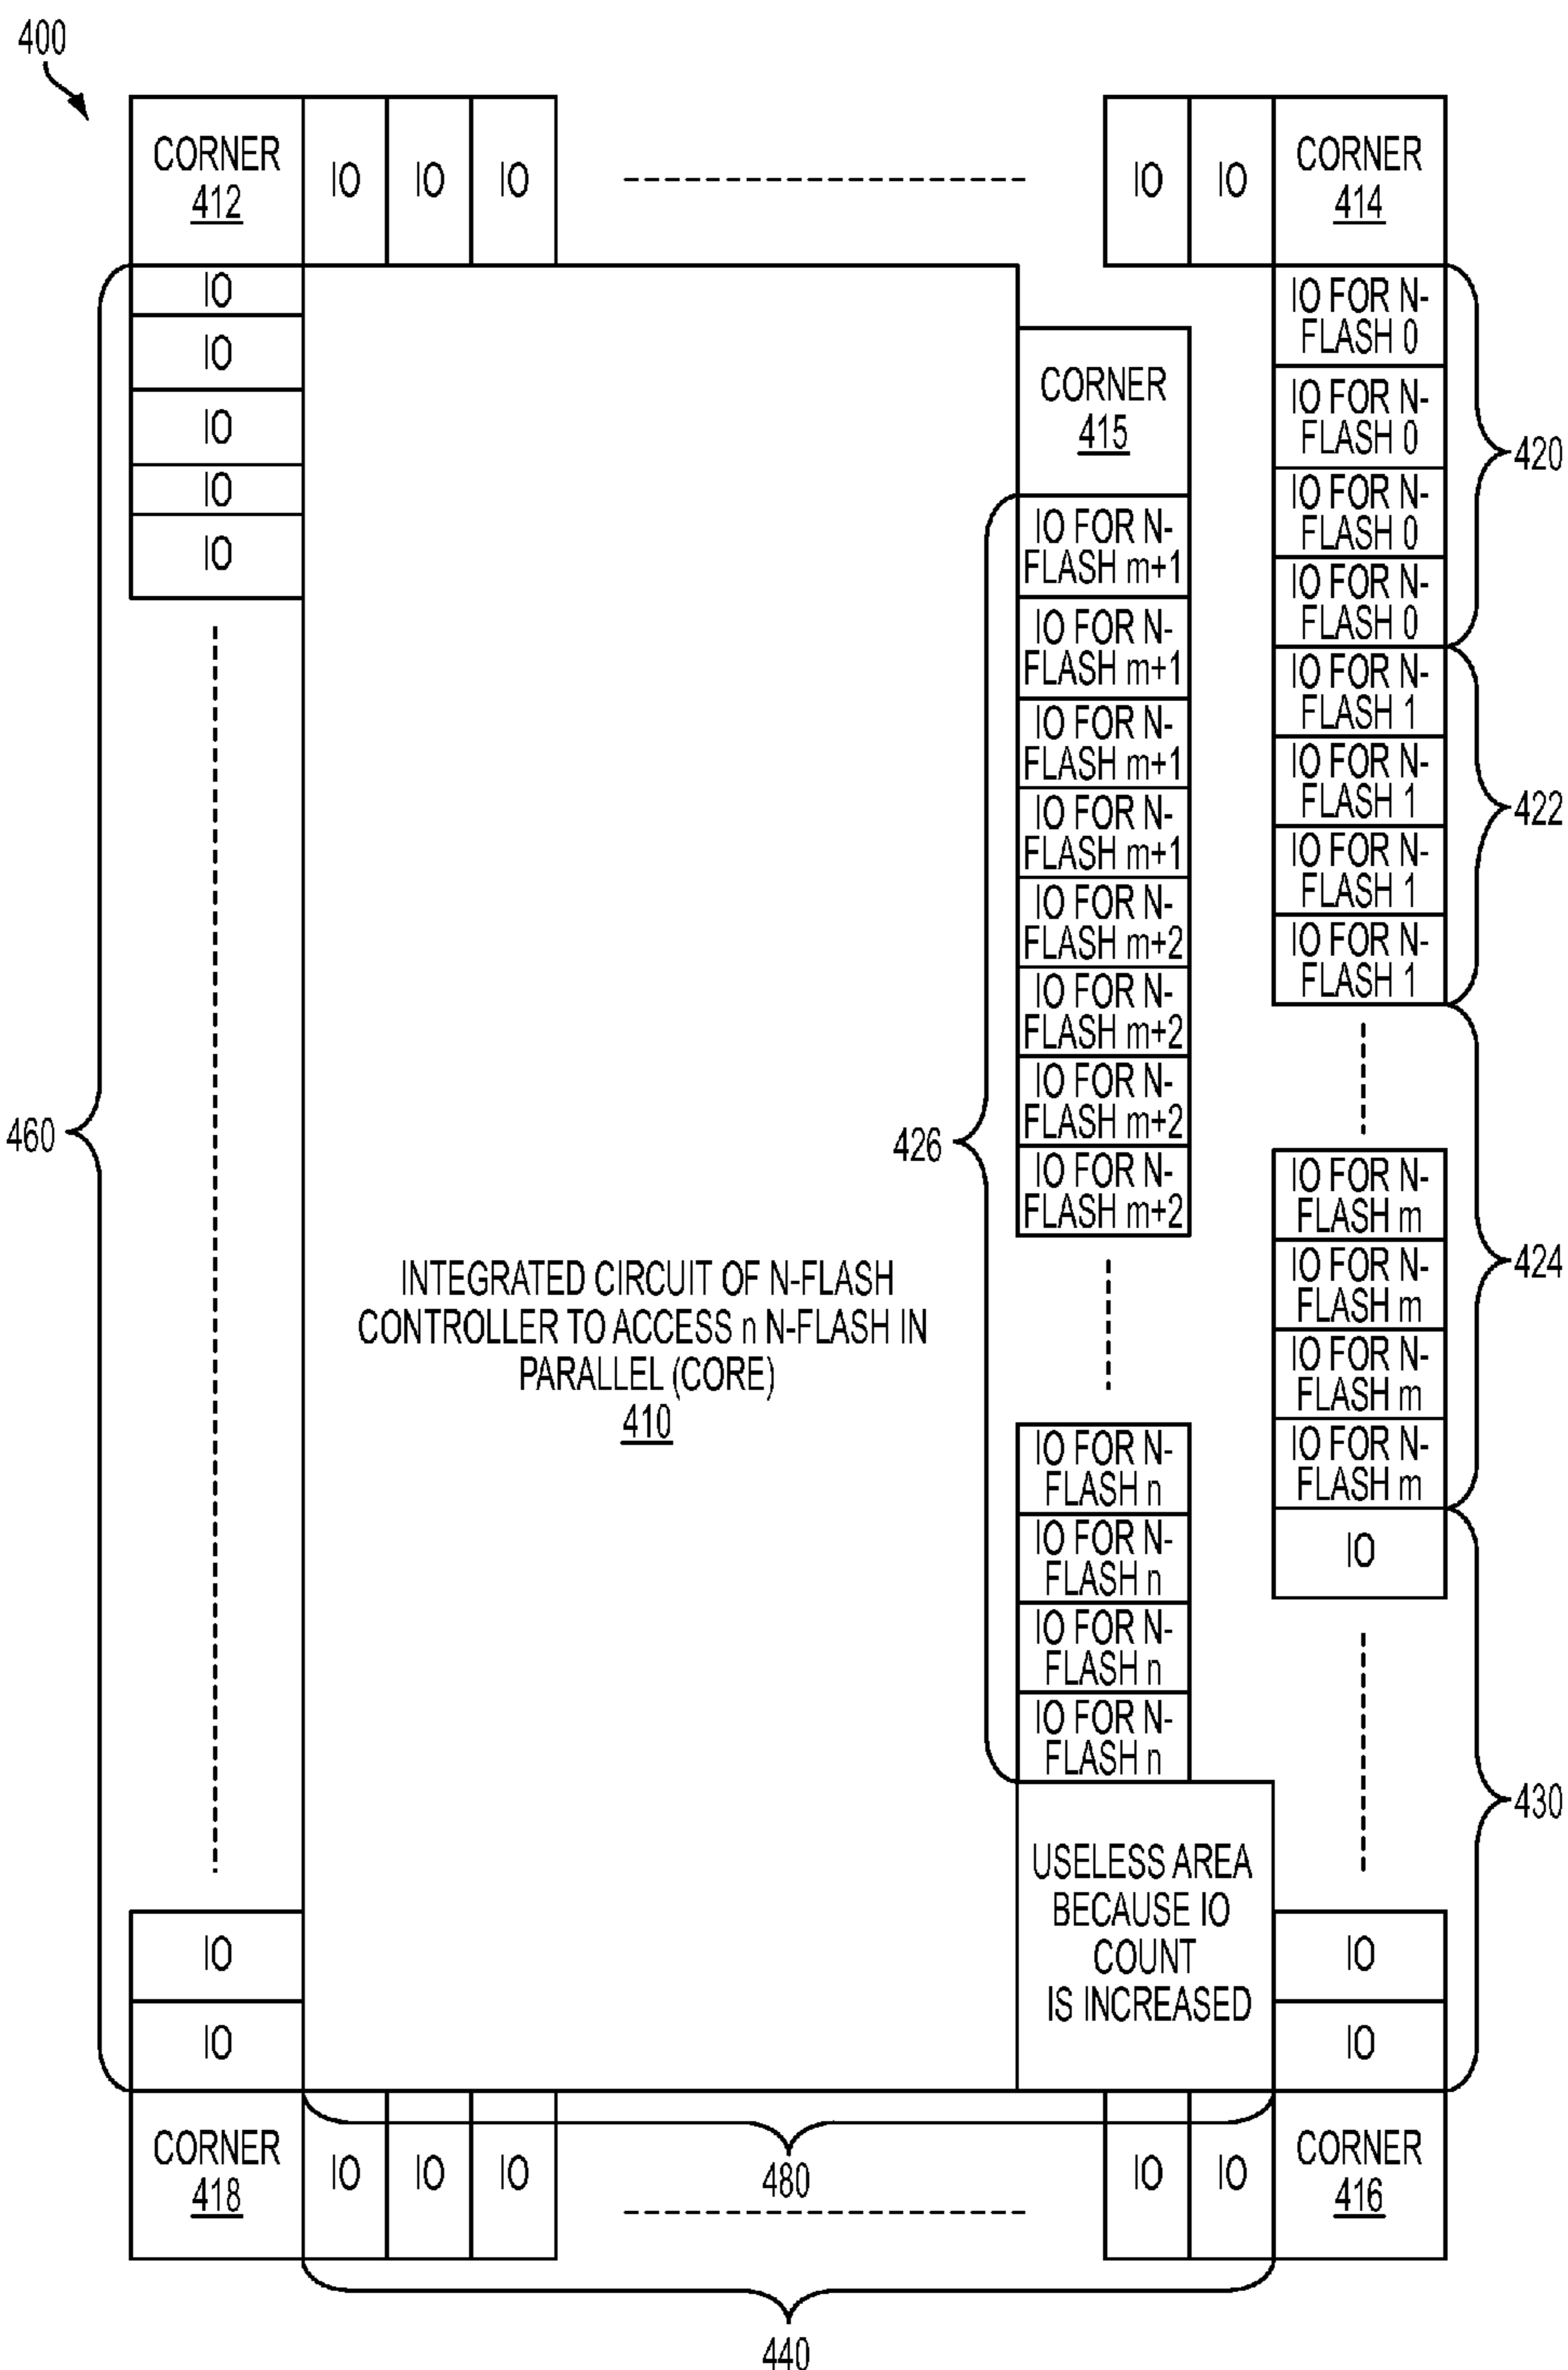 400
CORNER
412
IO
IO
IO
IO
IO
CORNER
414
IO
IO
IO
IO
IO
460
IO
IO
CORNER
415
IO FOR N-
FLASH m+1
IO FOR N-
FLASH m+1
IO FOR N-
FLASH m+1
IO FOR N-
FLASH m+1
IO FOR N-
FLASH m+2
IO FOR N-
FLASH m+2
IO FOR N-
FLASH m+2
IO FOR N-
FLASH m+2
426
INTEGRATED CIRCUIT OF N-FLASH
CONTROLLER TO ACCESS n N-FLASH IN
PARALLEL (CORE)
410
IO FOR N-
FLASH n
IO FOR N-
FLASH n
IO FOR N-
FLASH n
IO FOR N-
FLASH n
USELESS AREA
BECAUSE IO
COUNT
IS INCREASED
IO FOR N-
FLASH 0
IO FOR N-
FLASH 0
IO FOR N-
FLASH 0
IO FOR N-
FLASH 0
420
IO FOR N-
FLASH 1
IO FOR N-
FLASH 1
IO FOR N-
FLASH 1
IO FOR N-
FLASH 1
422
IO FOR N-
FLASH m
IO FOR N-
FLASH m
IO FOR N-
FLASH m
IO FOR N-
FLASH m
424
IO
IO
IO
430
CORNER
418
IO
IO
IO
480
IO
IO
CORNER
416
440